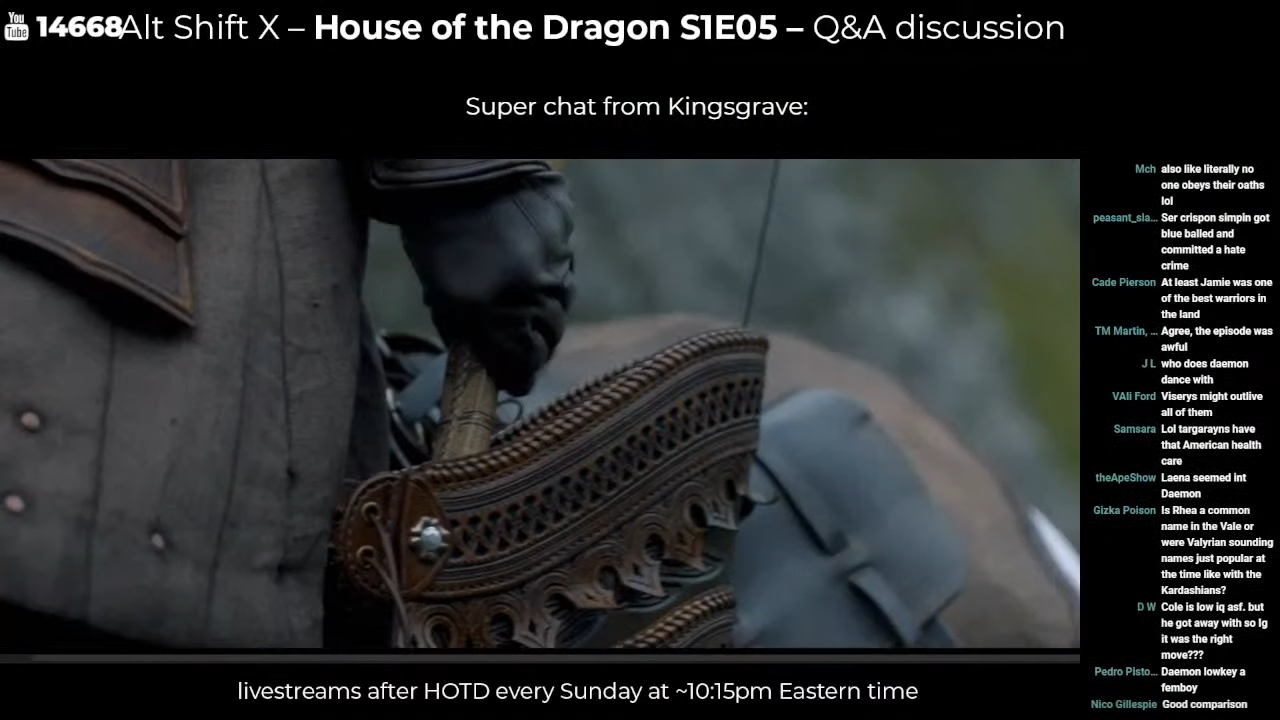 You
Tube
14668
Alt Shift X – House of the Dragon S1E05 – Q&A discussion
Super chat from Kingsgrave:
Mch also like literally no
one obeys their oaths
lol
peasant_sla… Ser crispon simpin got
blue balled and
committed a hate
crime
Cade Pierson At least Jamie was one
of the best warriors in
the land
TM Martin, … Agree, the episode was
awful
J L who does daemon
dance with
VAli Ford Viserys might outlive
all of them
Samsara Lol targarayns have
that American health
care
theApeShow Laena seemed int
Daemon
Gizka Poison Is Rhea a common
name in the Vale or
were Valyrian sounding
names just popular at
the time like with the
Kardashians?
D W Cole is low iq asf. but
he got away with so Ig
it was the right
move???
Pedro Pisto… Daemon lowkey a
femboy
Nico Gillespie Good comparison
livestreams after HOTD every Sunday at ~10:15pm Eastern time